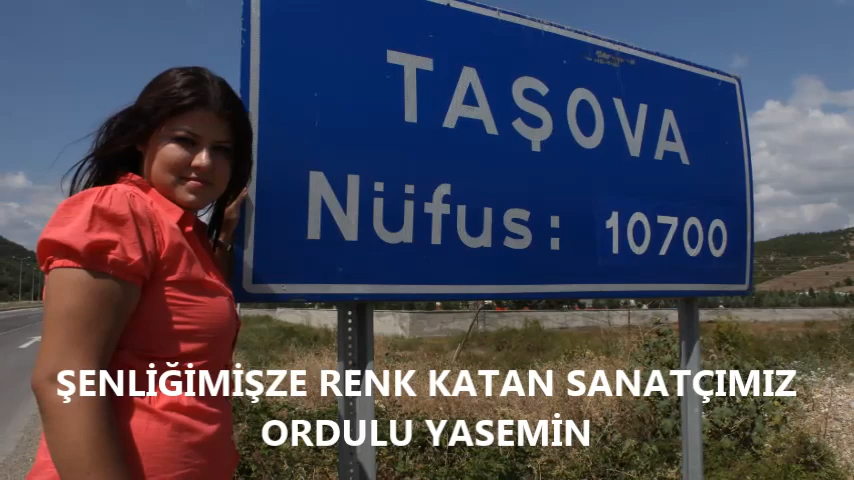 TAŞOVA
Nüfus: 10700
ŞENLİĞİMİŞZE RENK KATAN SANATÇIMIZ
ORDULU YASEMİN